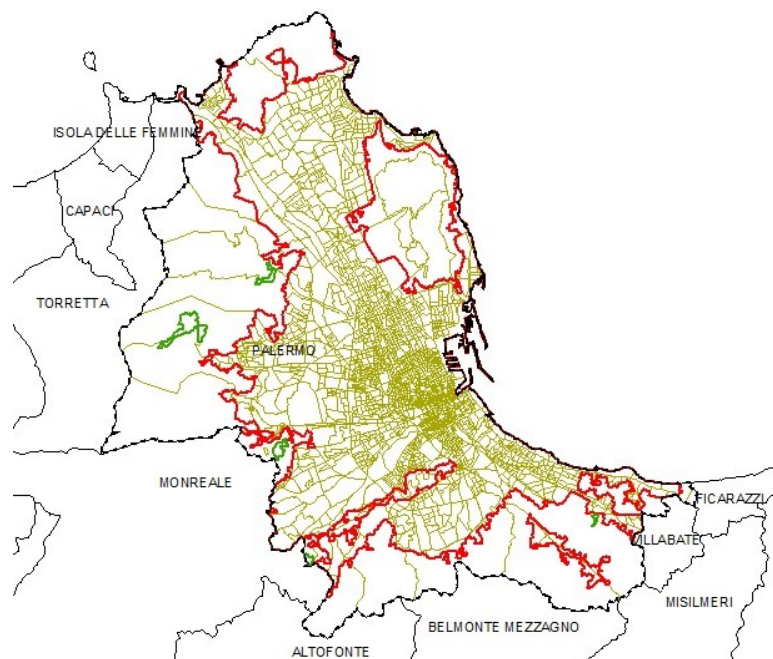 ISOLA DELLE FEMMINE
CAPACI
TORRETTA
PALERMO
MONREALE
FICARAZZI
VILLABATE
MISILMERI
BELMONTE MEZZAGNO
ALTOFONTE